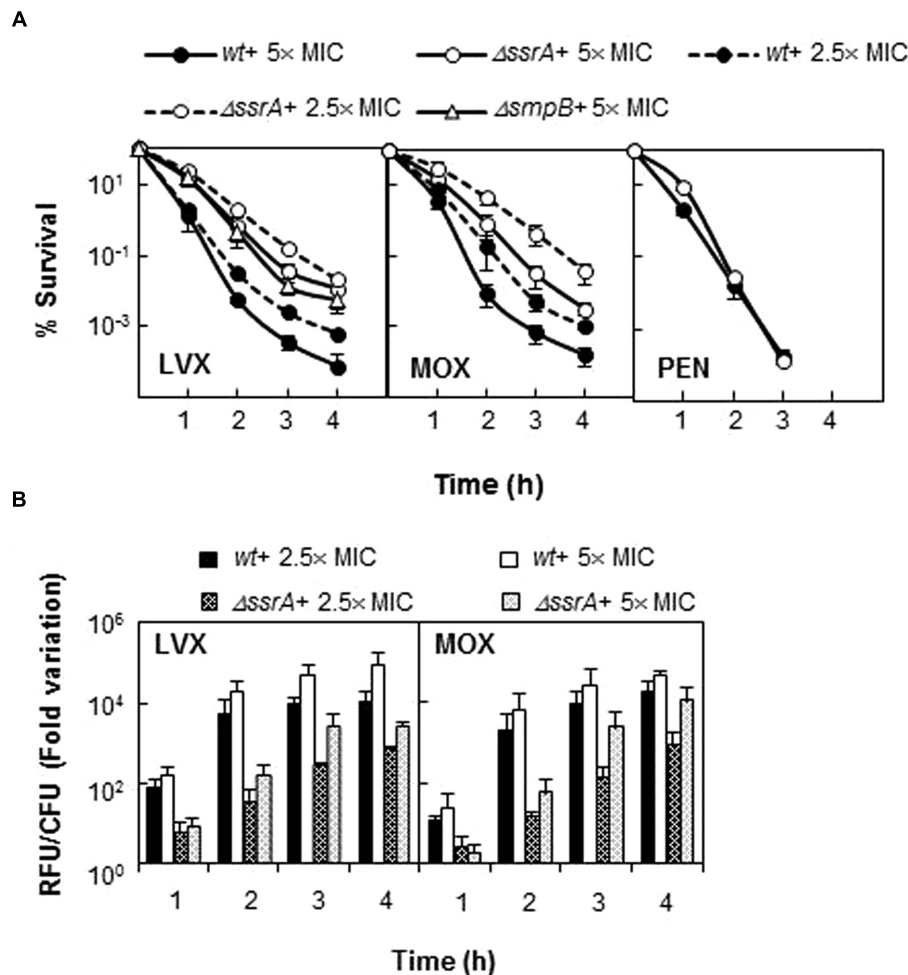 A
wt+ 5× MIC ΔssrA+ 5× MIC wt+ 2.5× MIC
ΔssrA+ 2.5× MIC ΔsmpB+ 5× MIC
% Survival
10^1
10^-1
10^-3
LVX MOX PEN
1 2 3 4 1 2 3 4 1 2 3 4
Time (h)
B
wt+ 2.5× MIC wt+ 5× MIC
ΔssrA+ 2.5× MIC ΔssrA+ 5× MIC
RFU/CFU (Fold variation)
10^6
LVX MOX
10^4
10^2
10^0
1 2 3 4 1 2 3 4
Time (h)